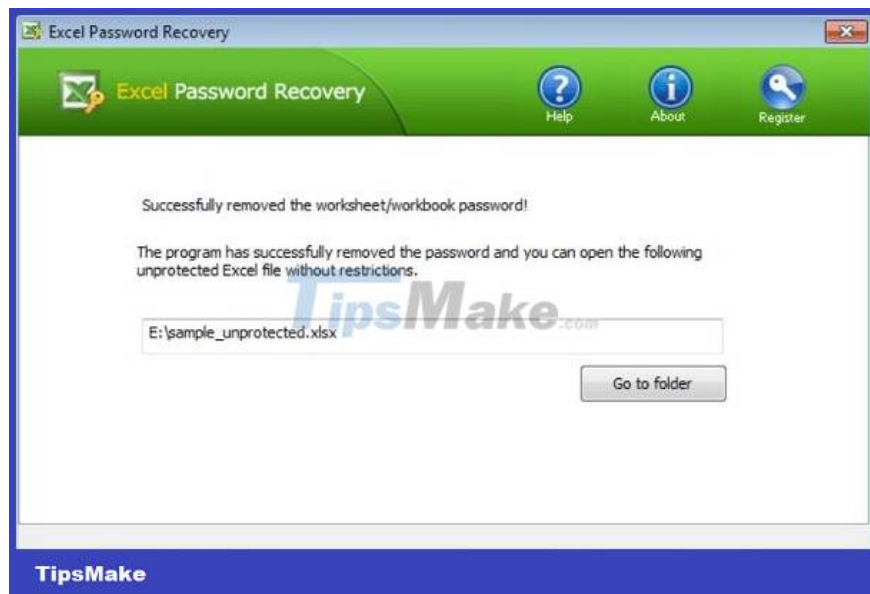 Excel Password Recovery
Excel Password Recovery
Help
About
Register
Successfully removed the worksheet/workbook password!
The program has successfully removed the password and you can open the following
unprotected Excel file without restrictions.
TipsMake.com
E:\sample_unprotected.xlsx
Go to folder
TipsMake